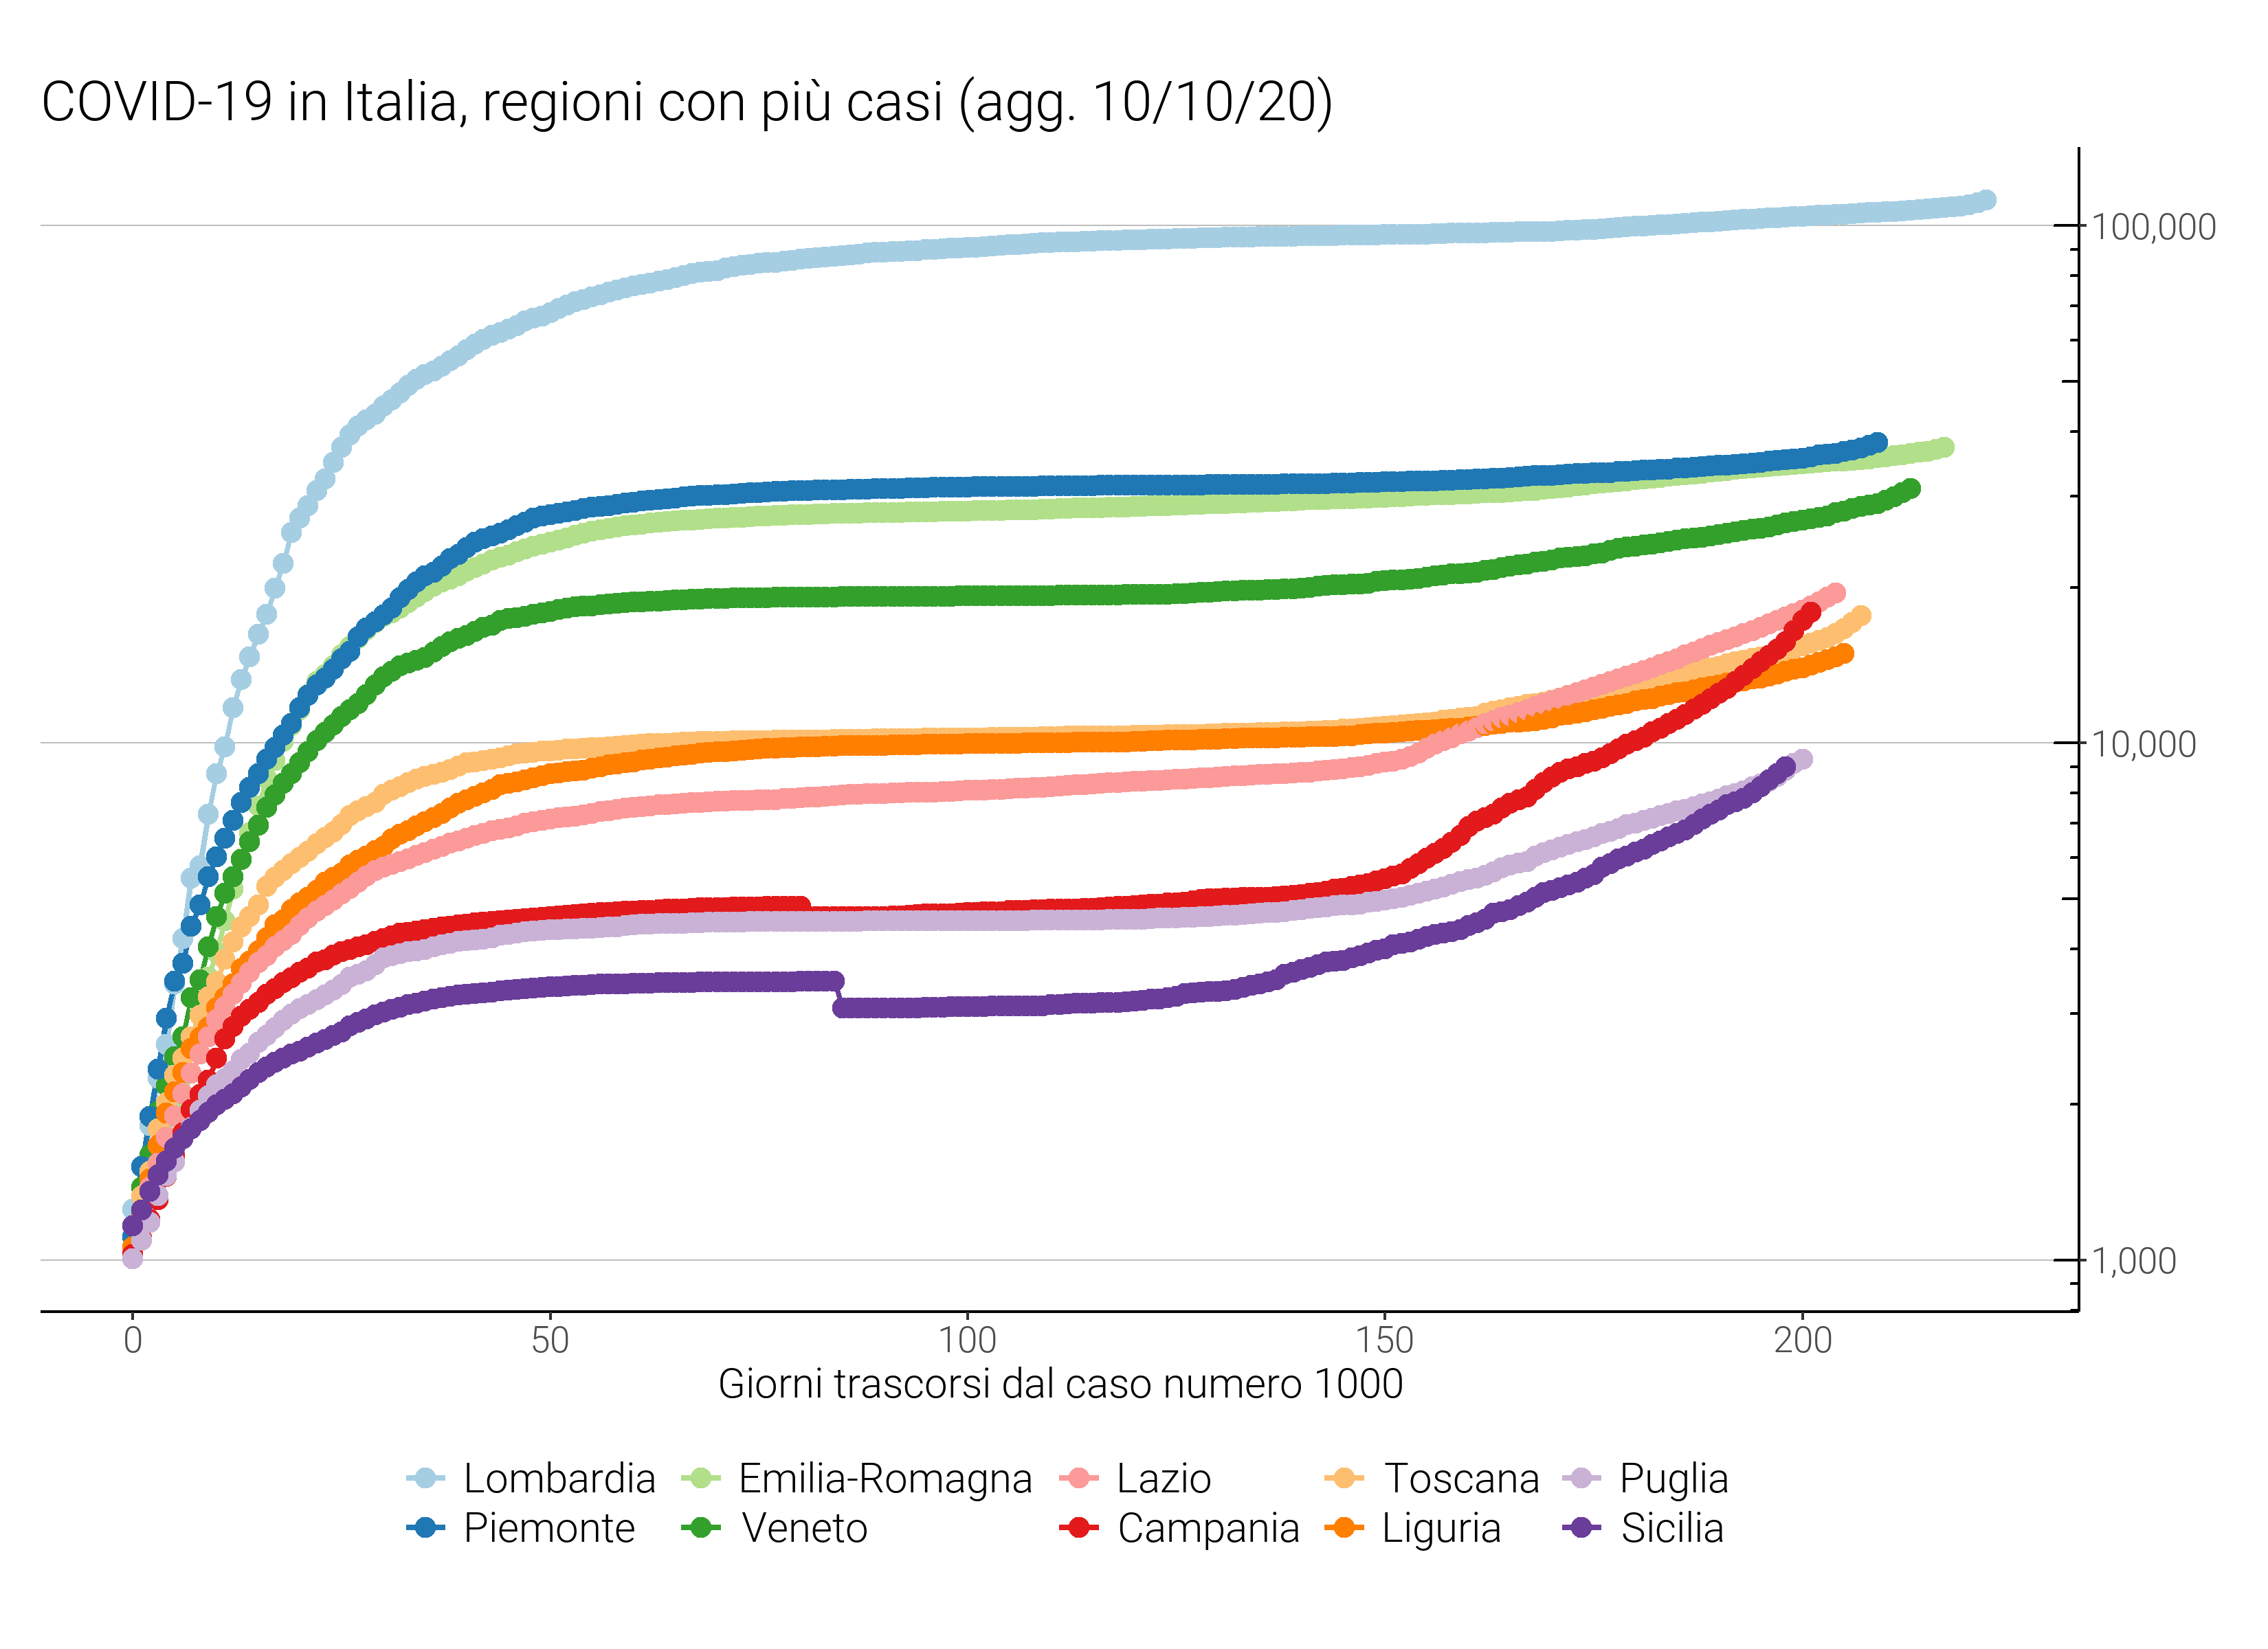 COVID-19 in Italia, regioni con più casi (agg. 10/10/20)
100,000
10,000
1,000
0 50 100 150 200
Giorni trascorsi dal caso numero 1000
Lombardia Emilia-Romagna Lazio Toscana Puglia
Piemonte Veneto Campania Liguria Sicilia